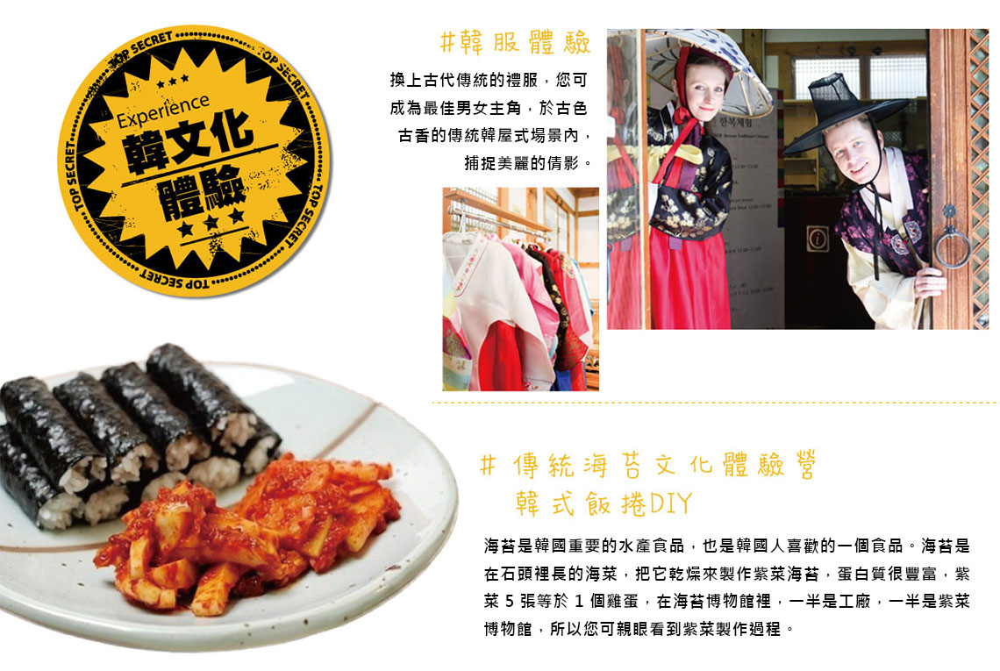 TOP SECRET
TOP SECRET
TOP SECRET
TOP SECRET
TOP SECRET
Experience
韓文化
體驗
#韓服體驗
換上古代傳統的禮服，您可
成為最佳男女主角，於古色
古香的傳統韓屋式場景內，
捕捉美麗的倩影。
한복체험
# 傳統海苔文化體驗營
韓式飯捲DIY
海苔是韓國重要的水產食品，也是韓國人喜歡的一個食品。海苔是
在石頭裡長的海菜，把它乾燥來製作紫菜海苔，蛋白質很豐富，紫
菜 5 張等於 1 個雞蛋，在海苔博物館裡，一半是工廠，一半是紫菜
博物館，所以您可親眼看到紫菜製作過程。